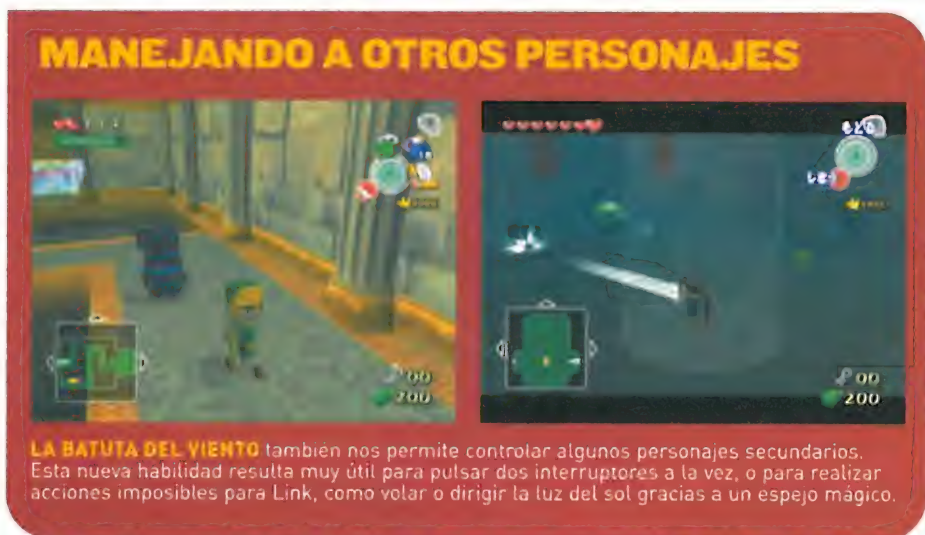 MANEJANDO A OTROS PERSONAJES
00
200
00
200
LA BATUTA DEL VIENTO también nos permite controlar algunos personajes secundarios.
Esta nueva habilidad resulta muy útil para pulsar dos interruptores a la vez, o para realizar
acciones imposibles para Link, como volar o dirigir la luz del sol gracias a un espejo mágico.